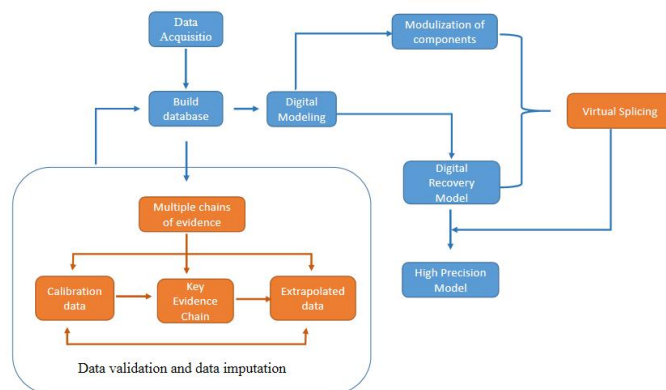 Data
Acquisitio
Modulization of
components
Build
database
Digital
Modeling
Virtual Splicing
Digital
Recovery
Model
Multiple chains
of evidence
High Precision
Model
Calibration
data
Key
Evidence
Chain
Extrapolated
data
Data validation and data imputation